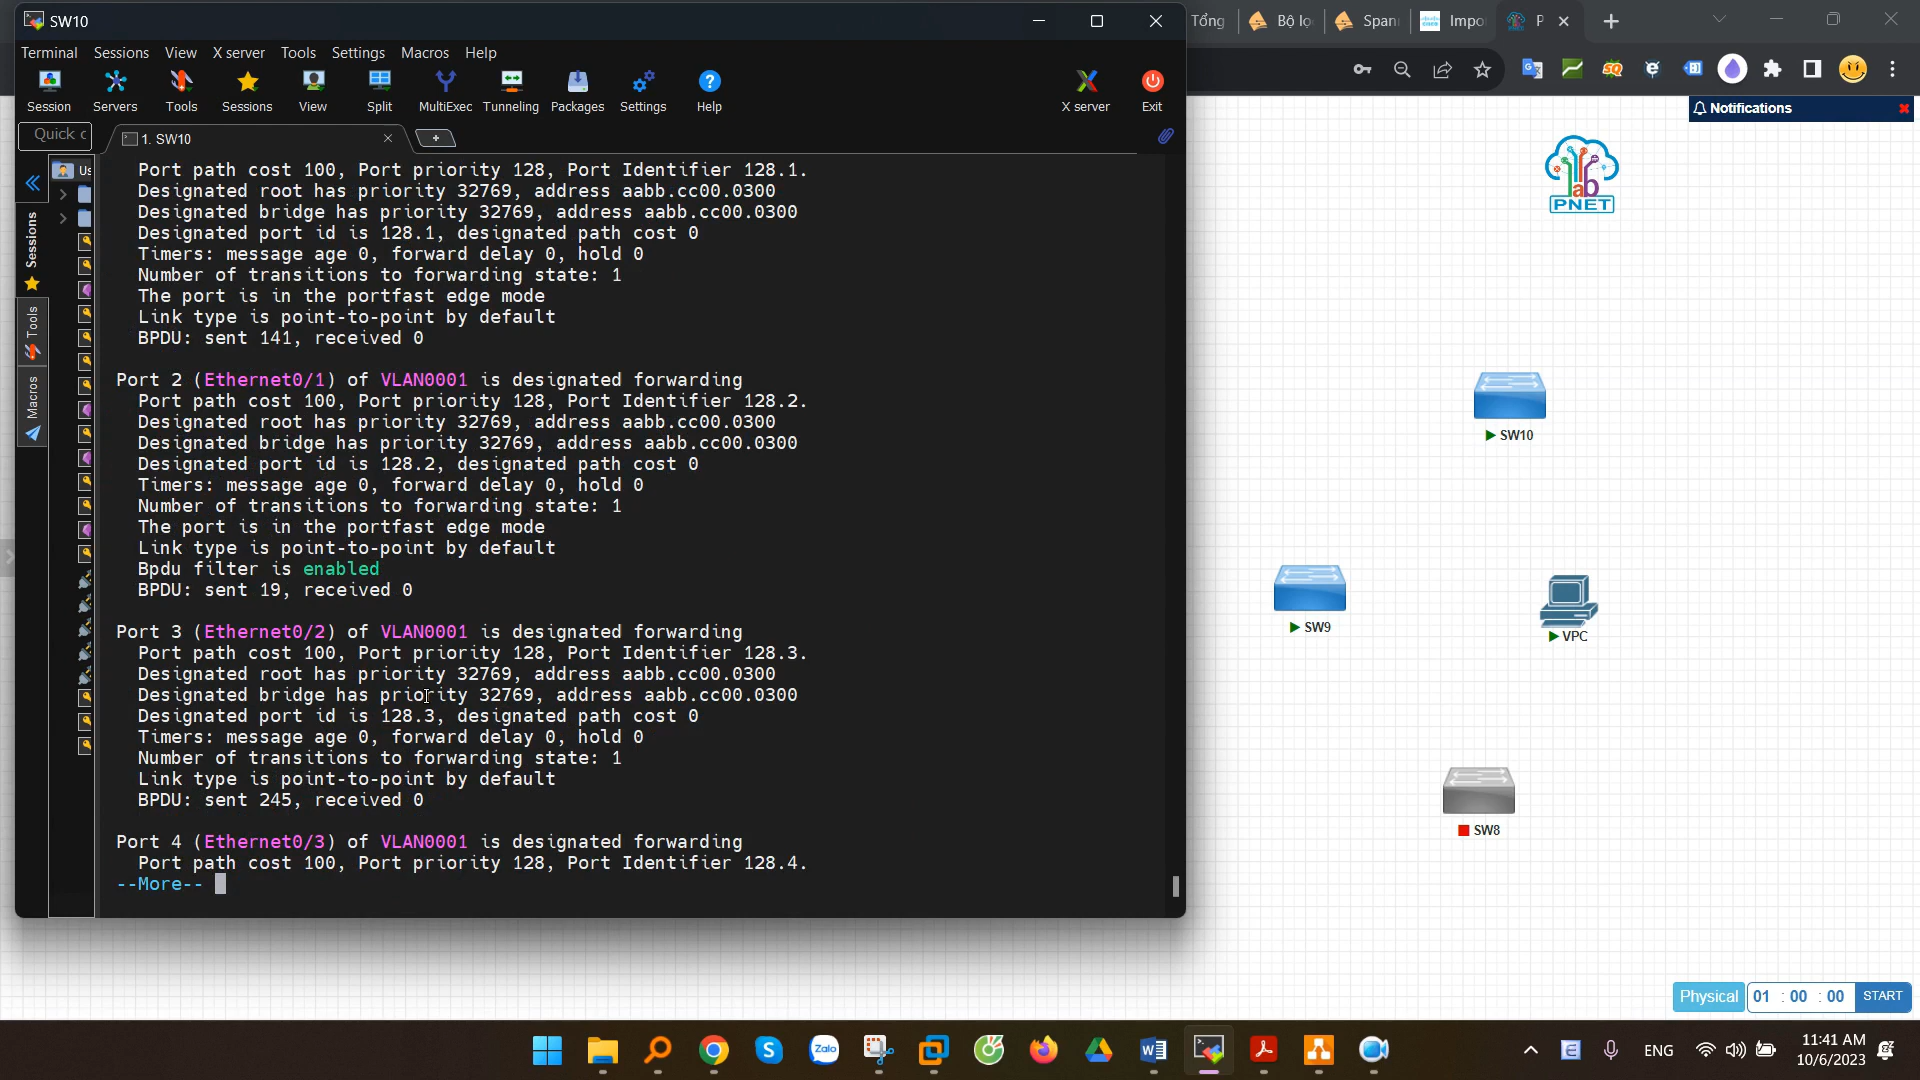 SW10
Terminal Sessions View X server Tools Settings Macros Help
Session Servers Tools Sessions View Split MultiExec Tunneling Packages Settings Help X server Exit
Quick c
1. SW10
Us
Sessions
Tools
Macros
Port path cost 100, Port priority 128, Port Identifier 128.1.
Designated root has priority 32769, address aabb.cc00.0300
Designated bridge has priority 32769, address aabb.cc00.0300
Designated port id is 128.1, designated path cost 0
Timers: message age 0, forward delay 0, hold 0
Number of transitions to forwarding state: 1
The port is in the portfast edge mode
Link type is point-to-point by default
BPDU: sent 141, received 0
Port 2 (Ethernet0/1) of VLAN0001 is designated forwarding
Port path cost 100, Port priority 128, Port Identifier 128.2.
Designated root has priority 32769, address aabb.cc00.0300
Designated bridge has priority 32769, address aabb.cc00.0300
Designated port id is 128.2, designated path cost 0
Timers: message age 0, forward delay 0, hold 0
Number of transitions to forwarding state: 1
The port is in the portfast edge mode
Link type is point-to-point by default
Bpdu filter is enabled
BPDU: sent 19, received 0
Port 3 (Ethernet0/2) of VLAN0001 is designated forwarding
Port path cost 100, Port priority 128, Port Identifier 128.3.
Designated root has priority 32769, address aabb.cc00.0300
Designated bridge has priority 32769, address aabb.cc00.0300
Designated port id is 128.3, designated path cost 0
Timers: message age 0, forward delay 0, hold 0
Number of transitions to forwarding state: 1
Link type is point-to-point by default
BPDU: sent 245, received 0
Port 4 (Ethernet0/3) of VLAN0001 is designated forwarding
Port path cost 100, Port priority 128, Port Identifier 128.4.
--More--
Tổng Bộ lọ Span Impo P
Notifications
lab
PNET
SW10
SW9
VPC
SW8
Physical 01 : 00 : 00 START
Zalo
ENG
11:41 AM
10/6/2023